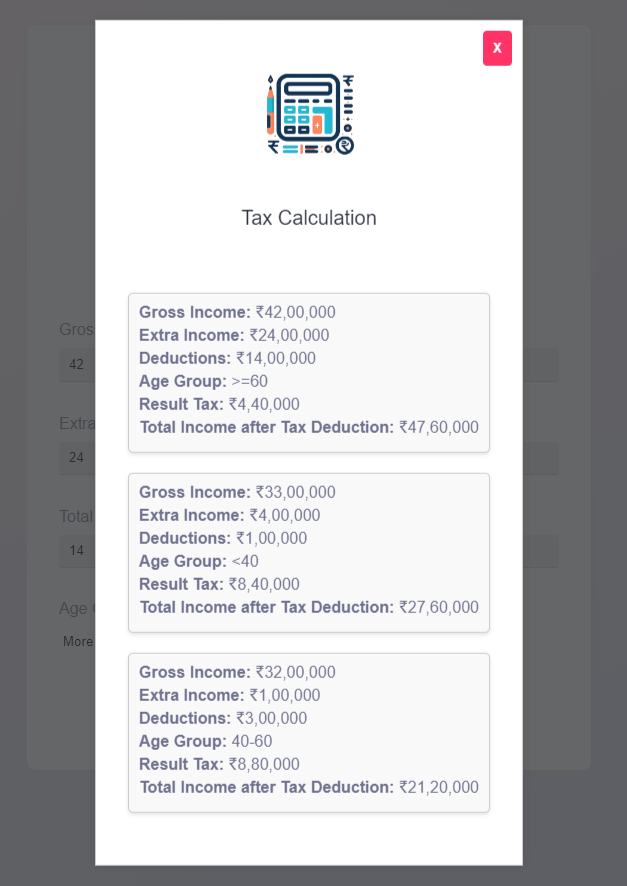 X
Tax Calculation
Gross Income: ₹42,00,000
Extra Income: ₹24,00,000
Deductions: ₹14,00,000
Age Group: >=60
Result Tax: ₹4,40,000
Total Income after Tax Deduction: ₹47,60,000
Gross Income: ₹33,00,000
Extra Income: ₹4,00,000
Deductions: ₹1,00,000
Age Group: <40
Result Tax: ₹8,40,000
Total Income after Tax Deduction: ₹27,60,000
Gross Income: ₹32,00,000
Extra Income: ₹1,00,000
Deductions: ₹3,00,000
Age Group: 40-60
Result Tax: ₹8,80,000
Total Income after Tax Deduction: ₹21,20,000
Gros
42
Extra
24
Total
14
Age
More